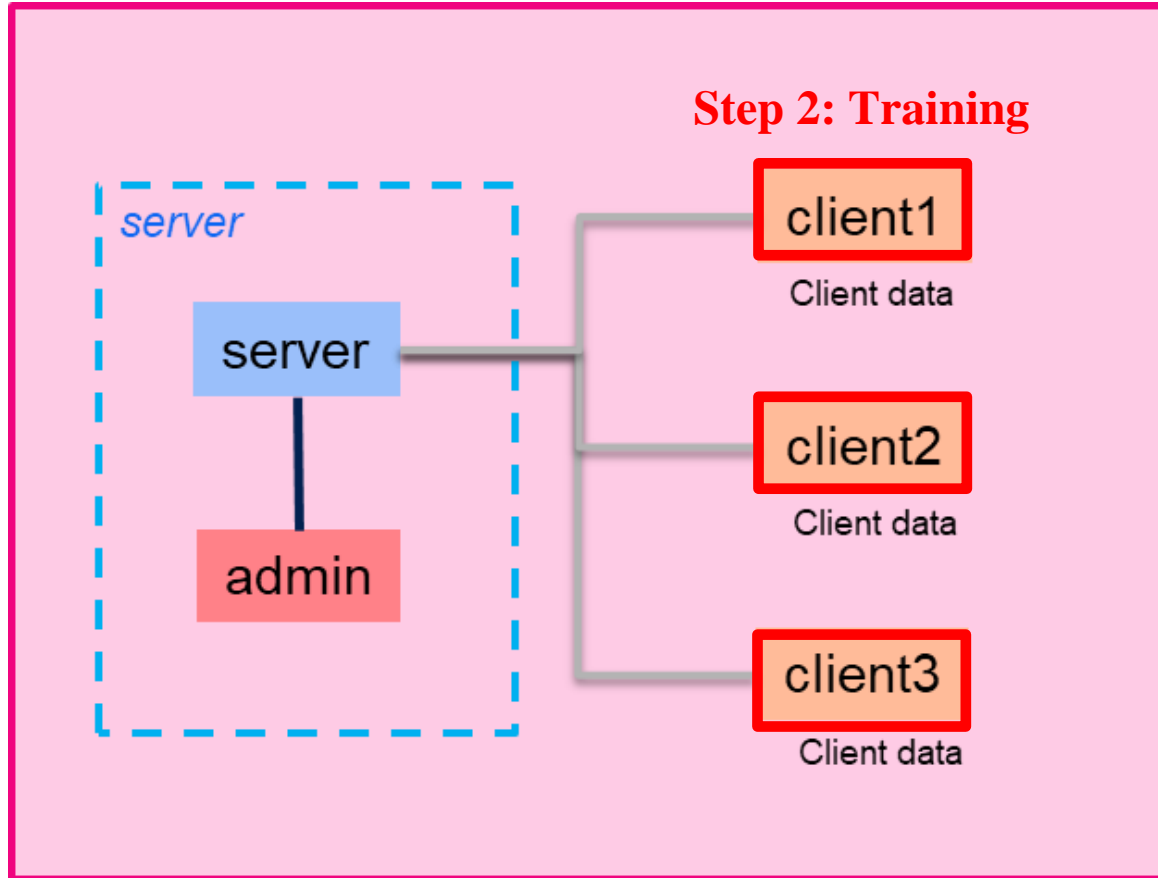 Step 2: Training
server
client1
Client data
server
client2
Client data
admin
client3
Client data